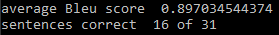 average Bleu score  0.897034544374
sentences correct  16 of 31